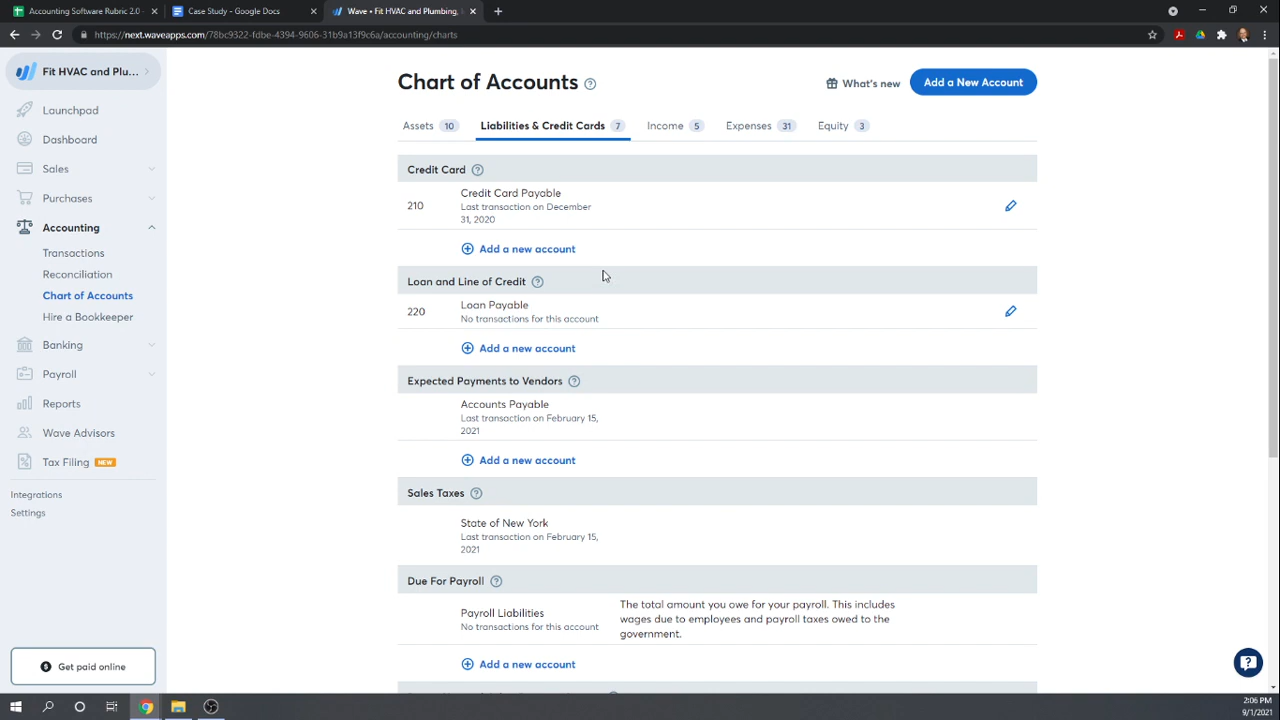 Accounting Software Rubric 2.0 -
Case Study - Google Docs
Wave • Fit HVAC and Plumbing,
https://next.waveapps.com/78bc9322-fdbe-4394-9606-31b9a13f9c6a/accounting/charts
Fit HVAC and Plu...
Launchpad
Dashboard
Sales
Purchases
Accounting
Transactions
Reconciliation
Chart of Accounts
Hire a Bookkeeper
Banking
Payroll
Reports
Wave Advisors
Tax Filing NEW
Integrations
Settings
Get paid online
Chart of Accounts
What's new
Add a New Account
Assets 10
Liabilities & Credit Cards 7
Income 5
Expenses 31
Equity 3
Credit Card
210
Credit Card Payable
Last transaction on December
31, 2020
Add a new account
Loan and Line of Credit
220
Loan Payable
No transactions for this account
Add a new account
Expected Payments to Vendors
Accounts Payable
Last transaction on February 15,
2021
Add a new account
Sales Taxes
State of New York
Last transaction on February 15,
2021
Due For Payroll
Payroll Liabilities
No transactions for this account
The total amount you owe for your payroll. This includes
wages due to employees and payroll taxes owed to the
government.
Add a new account
2:06 PM
9/1/2021